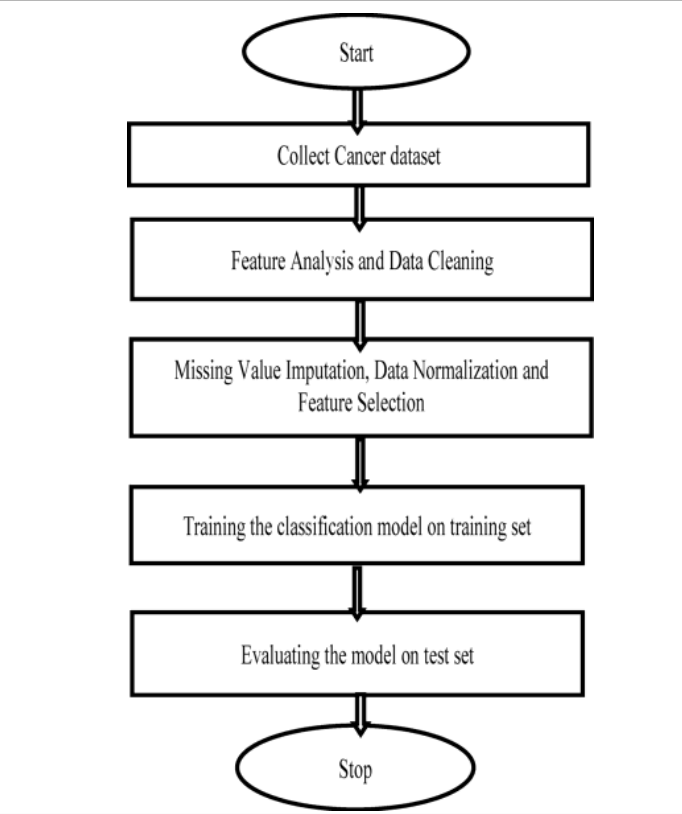 Start
Collect Cancer dataset
Feature Analysis and Data Cleaning
Missing Value Imputation, Data Normalization and
Feature Selection
Training the classification model on training set
Evaluating the model on test set
Stop